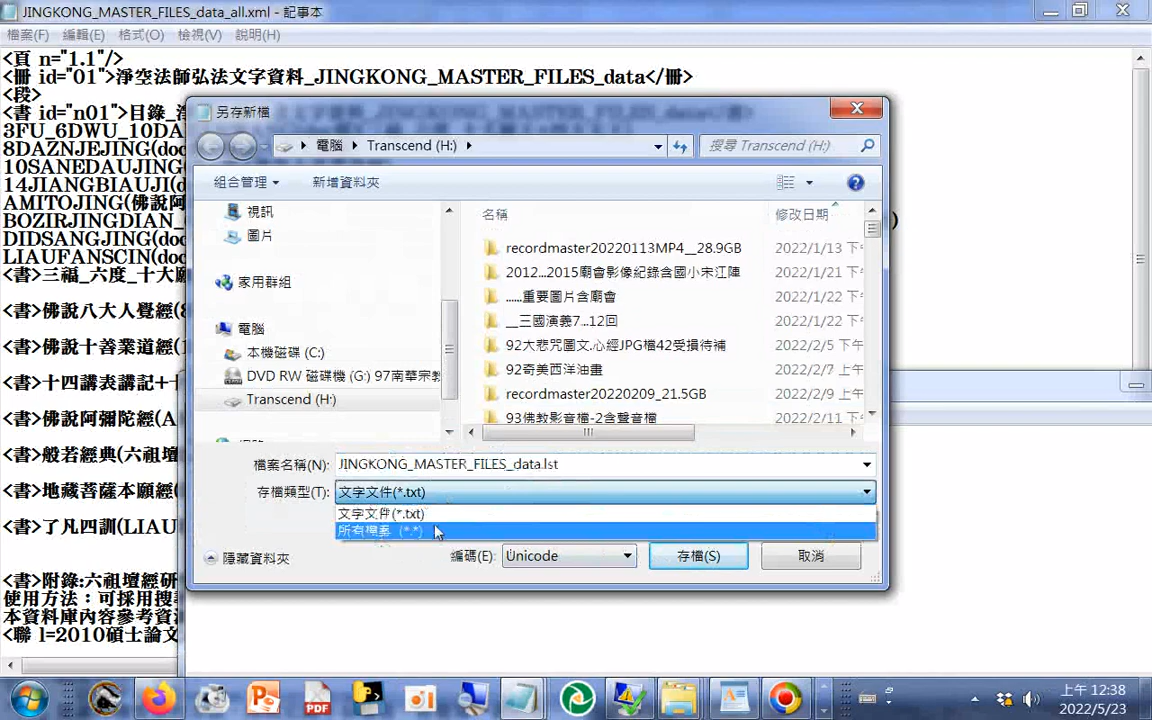 JINGKONG_MASTER_FILES_data_all.xml - 記事本
檔案(F) 編輯(E) 格式(O) 檢視(V) 說明(H)
<頁 n="1.1"/>
<冊 id="01">淨空法師弘法文字資料_JINGKONG_MASTER_FILES_data</冊>
<段>
<書 id="n01">目錄_
3FU_6DWU_10DA
8DAZNJEJING(do
10SANEDAUJING(
14JIANGBIAUJI(d
AMITOJING(佛說阿
BOZIRJINGDIAN_
DIDSANGJING(do
LIAUFANSCIN(do
<書>三福_六度_十大願
<書>佛說八大人覺經(8
<書>佛說十善業道經(1
<書>十四講表講記+十
<書>佛說阿彌陀經(A
<書>般若經典(六祖壇
<書>地藏菩薩本願經(
<書>了凡四訓(LIAU
<書>附錄:六祖壇經研
使用方法：可採用搜
本資料庫內容參考資
<聯 l=2010碩士論文
另存新檔
電腦 Transcend (H:)
搜尋 Transcend (H:)
組合管理 新增資料夾
視訊
圖片
家用群組
電腦
本機磁碟 (C:)
DVD RW 磁碟機 (G:) 97南華宗教
Transcend (H:)
名稱 修改日期
recordmaster20220113MP4__28.9GB 2022/1/13 下
2012...2015廟會影像紀錄含國小宋江陣 2022/1/21 下
......重要圖片含廟會 2022/1/22 下
__三國演義7...12回 2022/1/22 下
92大悲咒圖文.心經JPG檔42受損待補 2022/2/5 下午
92奇美西洋油畫 2022/2/7 上午
recordmaster20220209_21.5GB 2022/2/9 上午
93佛教影音檔-2含聲音檔 2022/2/11 下
檔案名稱(N): JINGKONG_MASTER_FILES_data.lst
存檔類型(T): 文字文件(*.txt)
文字文件(*.txt)
所有檔案 (*.*)
隱藏資料夾
編碼(E): Unicode
存檔(S) 取消
上午 12:38
2022/5/23